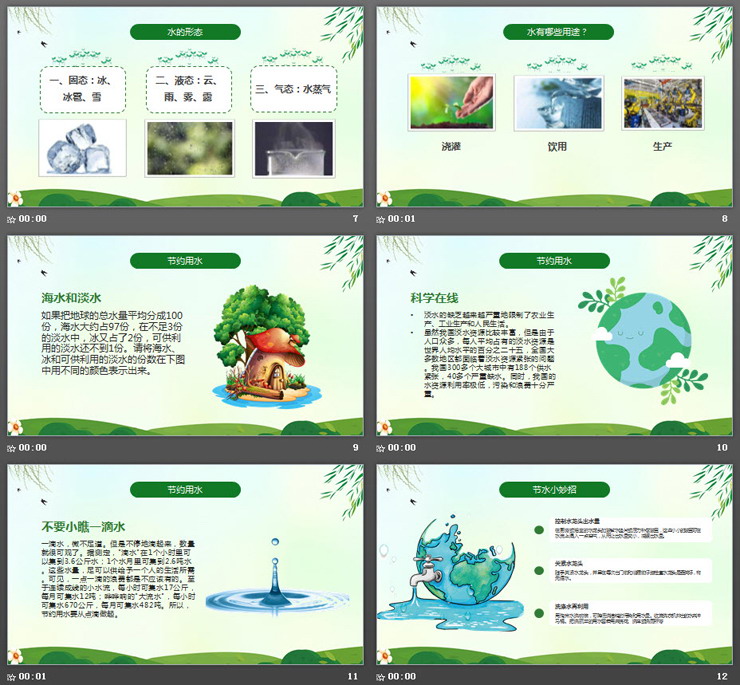 水的形态
一、固态：冰、
冰雹、雪
二、液态：云、
雨、雾、露
三、气态：水蒸气
00:00
7
水有哪些用途？
浇灌
饮用
生产
00:01
8
节约用水
海水和淡水
如果把地球的总水量平均分成100
份，海水大约占97份，在不足3份
的淡水中，冰又占了2份，可供利
用的淡水还不到1份。请将海水、
冰和可供利用的淡水的份数在下图
中用不同的颜色表示出来。
00:00
9
节约用水
科学在线
淡水的缺乏越来越严重地限制了农业生
产、工业生产和人民生活。
虽然我国淡水资源比较丰富，但是由于
人口众多，每人平均占有的淡水资源是
世界人均水平的百分之二十五，全国大
多数地区都面临着淡水资源紧张的问题
。我国300多个大城市中有188个供水
紧张，40多个严重缺水。同时，我国的
水资源利用率极低，污染和浪费十分严
重。
00:00
10
节约用水
不要小瞧一滴水
一滴水，微不足道。但是不停地滴起来，数量
就很可观了。据测定，“滴水”在1个小时里可
以集到3.6公斤水；1个水月里可集到2.6吨水
。这些水量，足可以供给一个人的生活所需
。可见，一点一滴的浪费都是不应该有的。至
于连续成线的小水流，每小时可集水17公斤，
每月可集水12吨；哗哗响的“大流水”，每小时
可集水670公斤，每月可集水482吨。所以，
节约用水要从点滴做起。
00:01
11
节水小妙招
控制水龙头出水量
关紧水龙头
洗涤水再利用
00:00
12